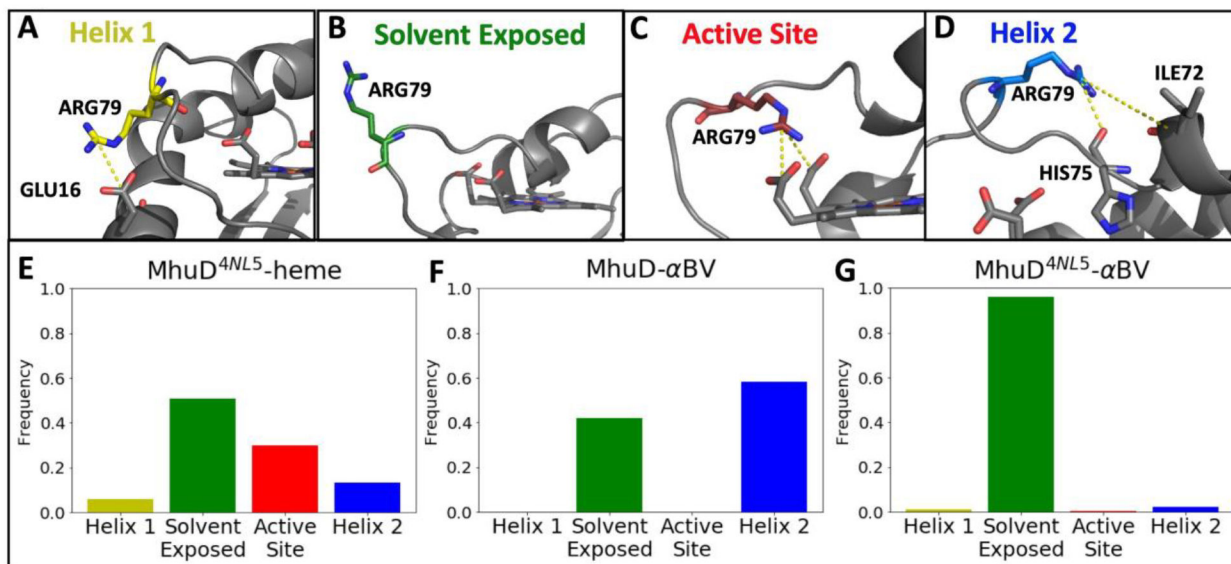 A Helix 1
ARG79
GLU16
B Solvent Exposed
ARG79
C Active Site
ARG79
D Helix 2
ARG79
ILE72
HIS75
E MhuD⁴ᴺᴸ⁵-heme
Frequency
1.0
0.8
0.6
0.4
0.2
0.0
Helix 1 Solvent Exposed Active Site Helix 2
F MhuD-αBV
Frequency
1.0
0.8
0.6
0.4
0.2
0.0
Helix 1 Solvent Exposed Active Site Helix 2
G MhuD⁴ᴺᴸ⁵-αBV
Frequency
1.0
0.8
0.6
0.4
0.2
0.0
Helix 1 Solvent Exposed Active Site Helix 2